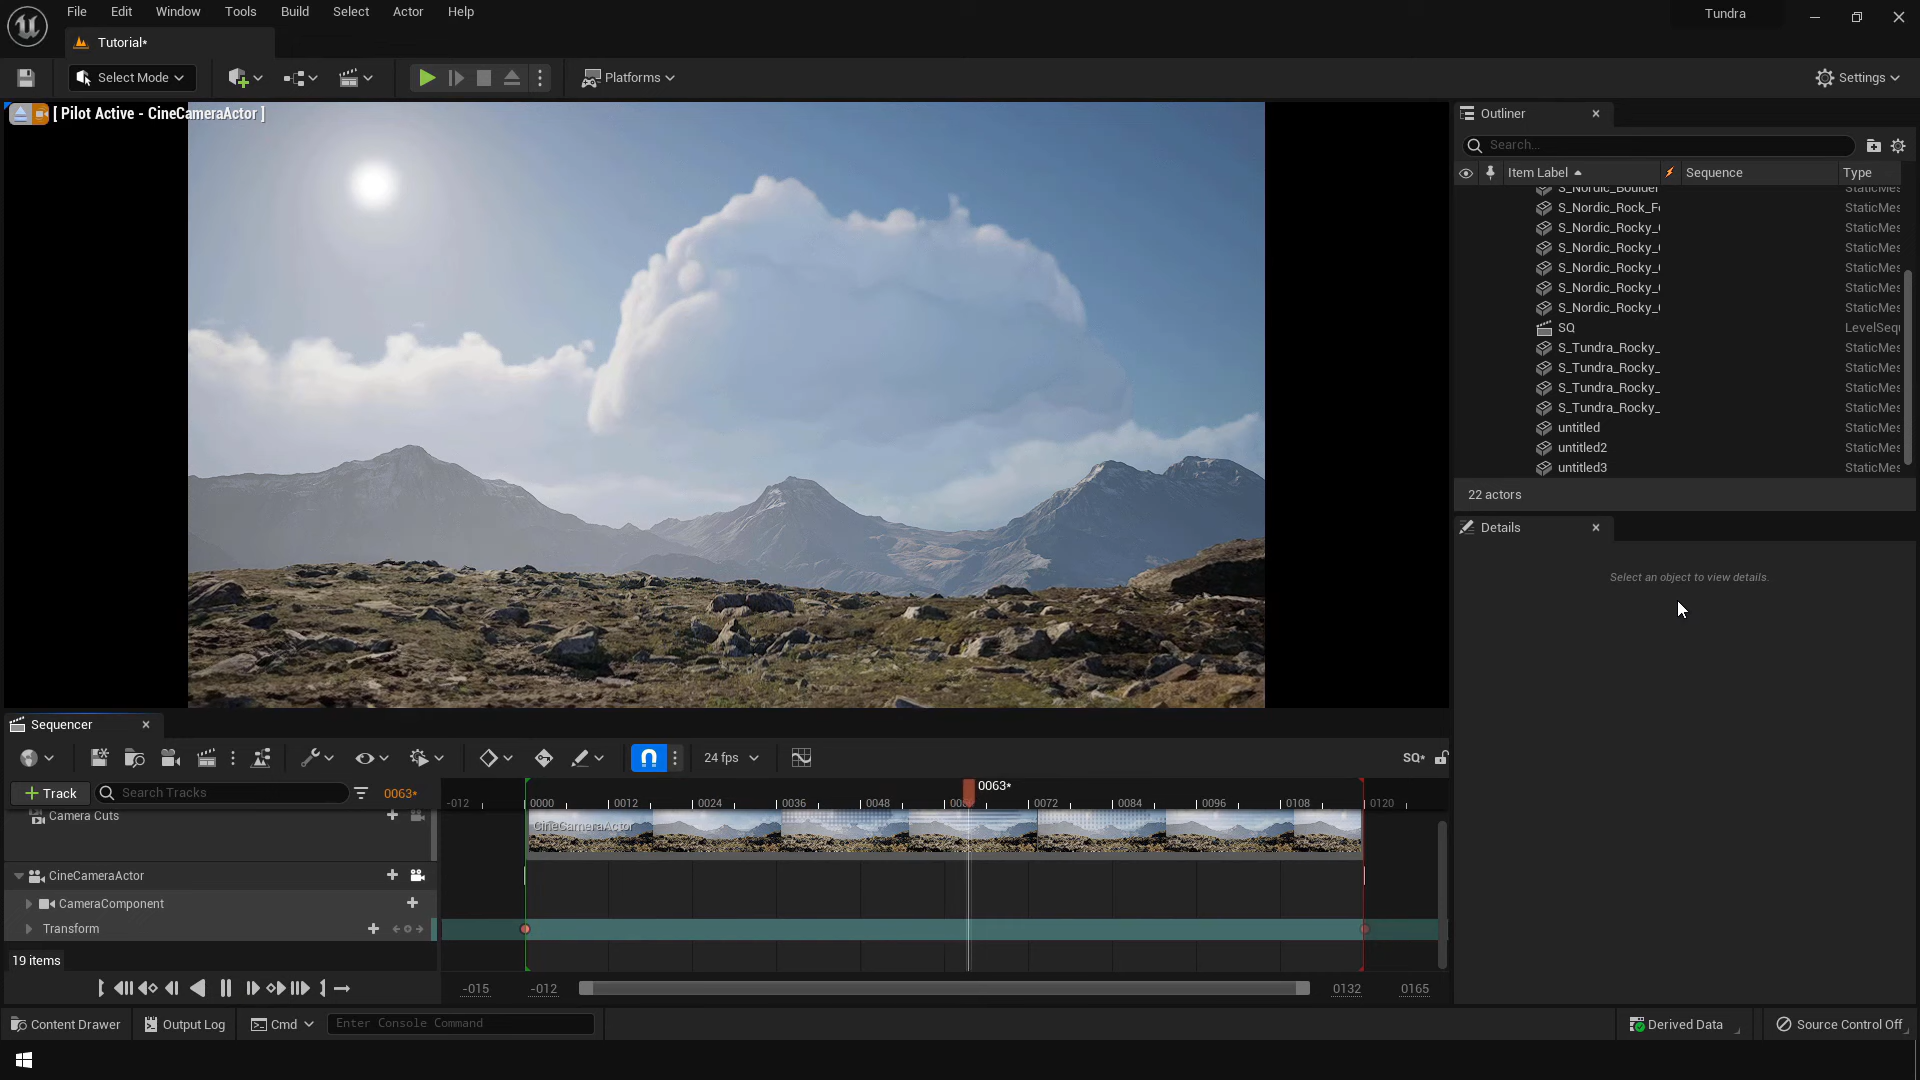 File Edit Window Tools Build Select Actor Help
Tundra
Tutorial*
Select Mode
Platforms
Settings
[ Pilot Active - CineCameraActor ]
Outliner
Search...
Item Label Sequence Type
S_Nordic_Boulder StaticMes
S_Nordic_Rock_F StaticMes
S_Nordic_Rocky_ StaticMes
S_Nordic_Rocky_ StaticMes
S_Nordic_Rocky_ StaticMes
S_Nordic_Rocky_ StaticMes
S_Nordic_Rocky_ StaticMes
SQ LevelSeq
S_Tundra_Rocky_ StaticMes
S_Tundra_Rocky_ StaticMes
S_Tundra_Rocky_ StaticMes
S_Tundra_Rocky_ StaticMes
untitled StaticMes
untitled2 StaticMes
untitled3 StaticMes
22 actors
Details
Select an object to view details.
Sequencer
24 fps
SQ*
Track
Search Tracks
0063*
0063*
-012 0000 0012 0024 0036 0048 0072 0084 0096 0108 0120
Camera Cuts
CineCameraActor
CineCameraActor
CameraComponent
Transform
19 items
-015 -012 0132 0165
Content Drawer
Output Log
Cmd
Enter Console Command
Derived Data
Source Control Off